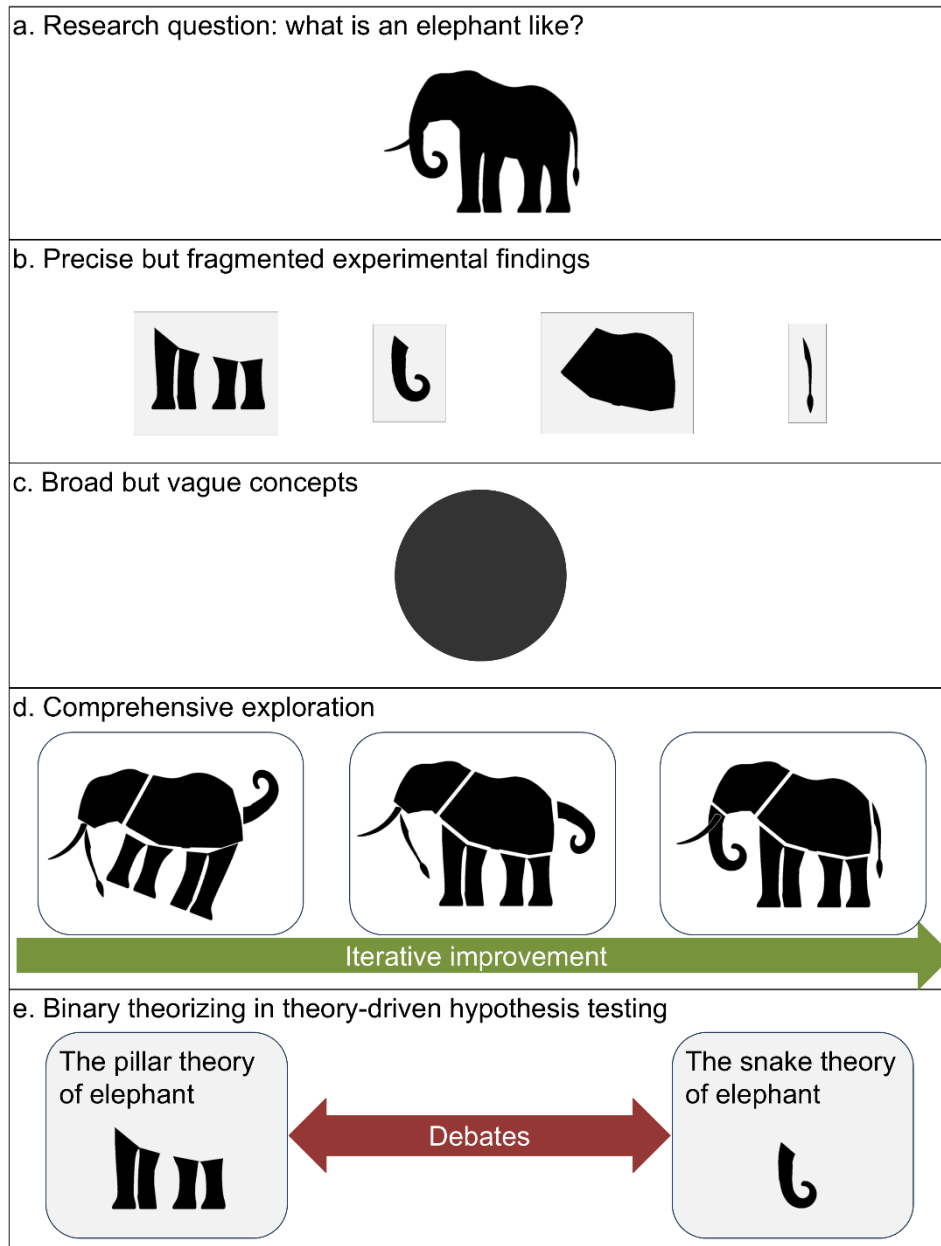 a. Research question: what is an elephant like?
b. Precise but fragmented experimental findings
c. Broad but vague concepts
d. Comprehensive exploration
Iterative improvement
e. Binary theorizing in theory-driven hypothesis testing
The pillar theory
of elephant
Debates
The snake theory
of elephant